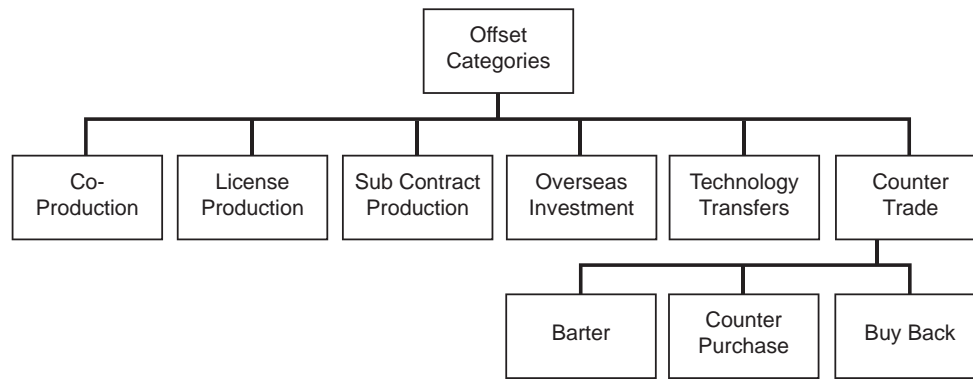 Offset
Categories
Co-
Production
License
Production
Sub Contract
Production
Overseas
Investment
Technology
Transfers
Counter
Trade
Barter
Counter
Purchase
Buy Back